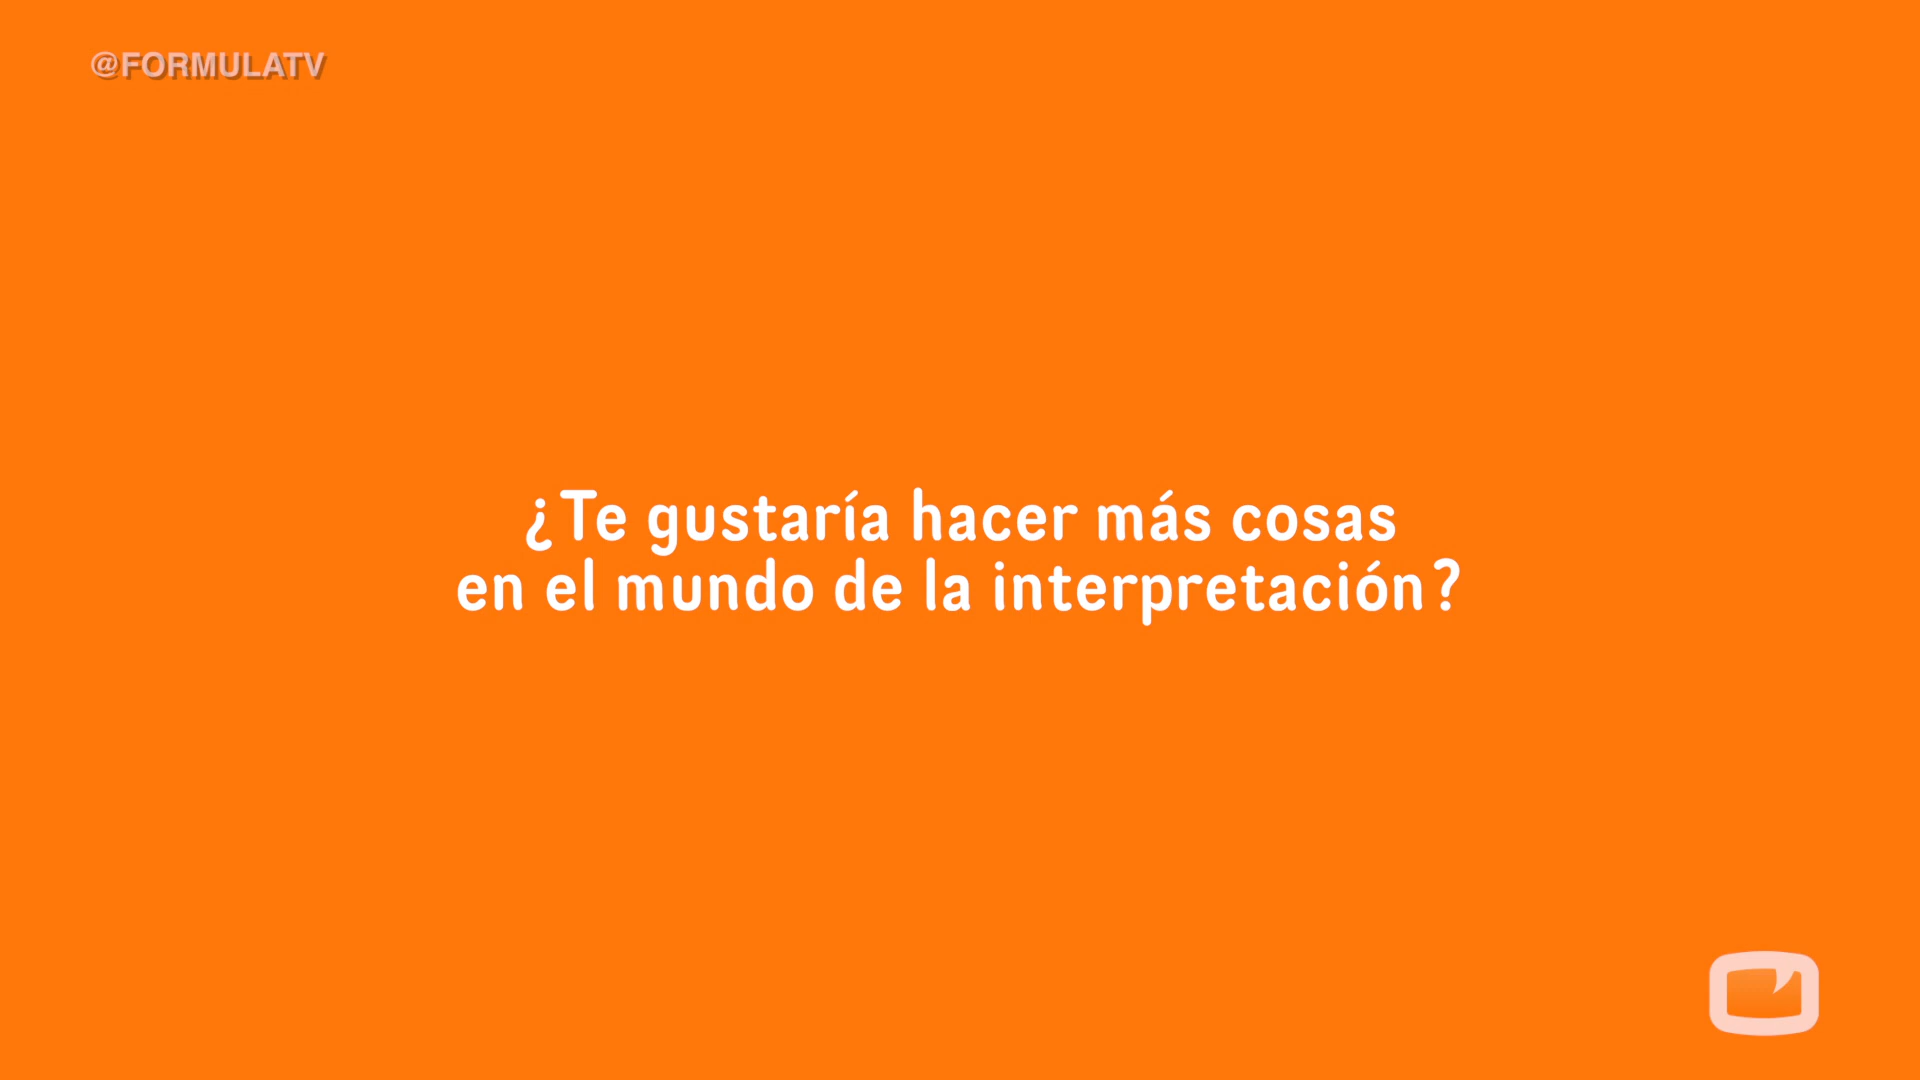 @FORMULATV
¿Te gustaría hacer más cosas
en el mundo de la interpretación?